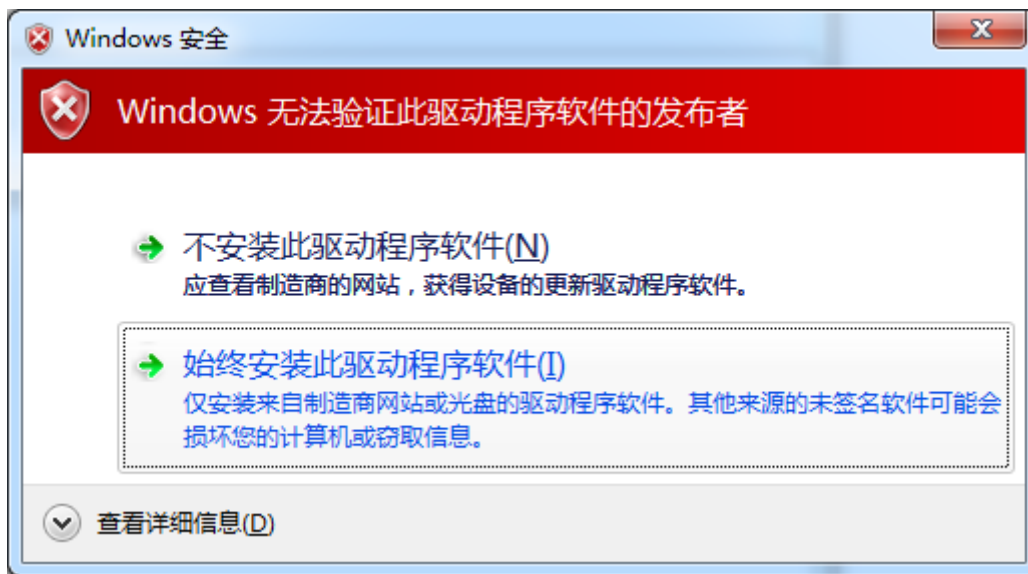 Windows 安全
Windows 无法验证此驱动程序软件的发布者
不安装此驱动程序软件(N)
应查看制造商的网站，获得设备的更新驱动程序软件。
始终安装此驱动程序软件(I)
仅安装来自制造商网站或光盘的驱动程序软件。其他来源的未签名软件可能会
损坏您的计算机或窃取信息。
查看详细信息(D)